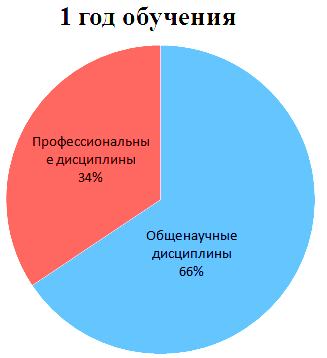 1 год обучения
Профессиональны
е дисциплины
34%
Общенаучные
дисциплины
66%